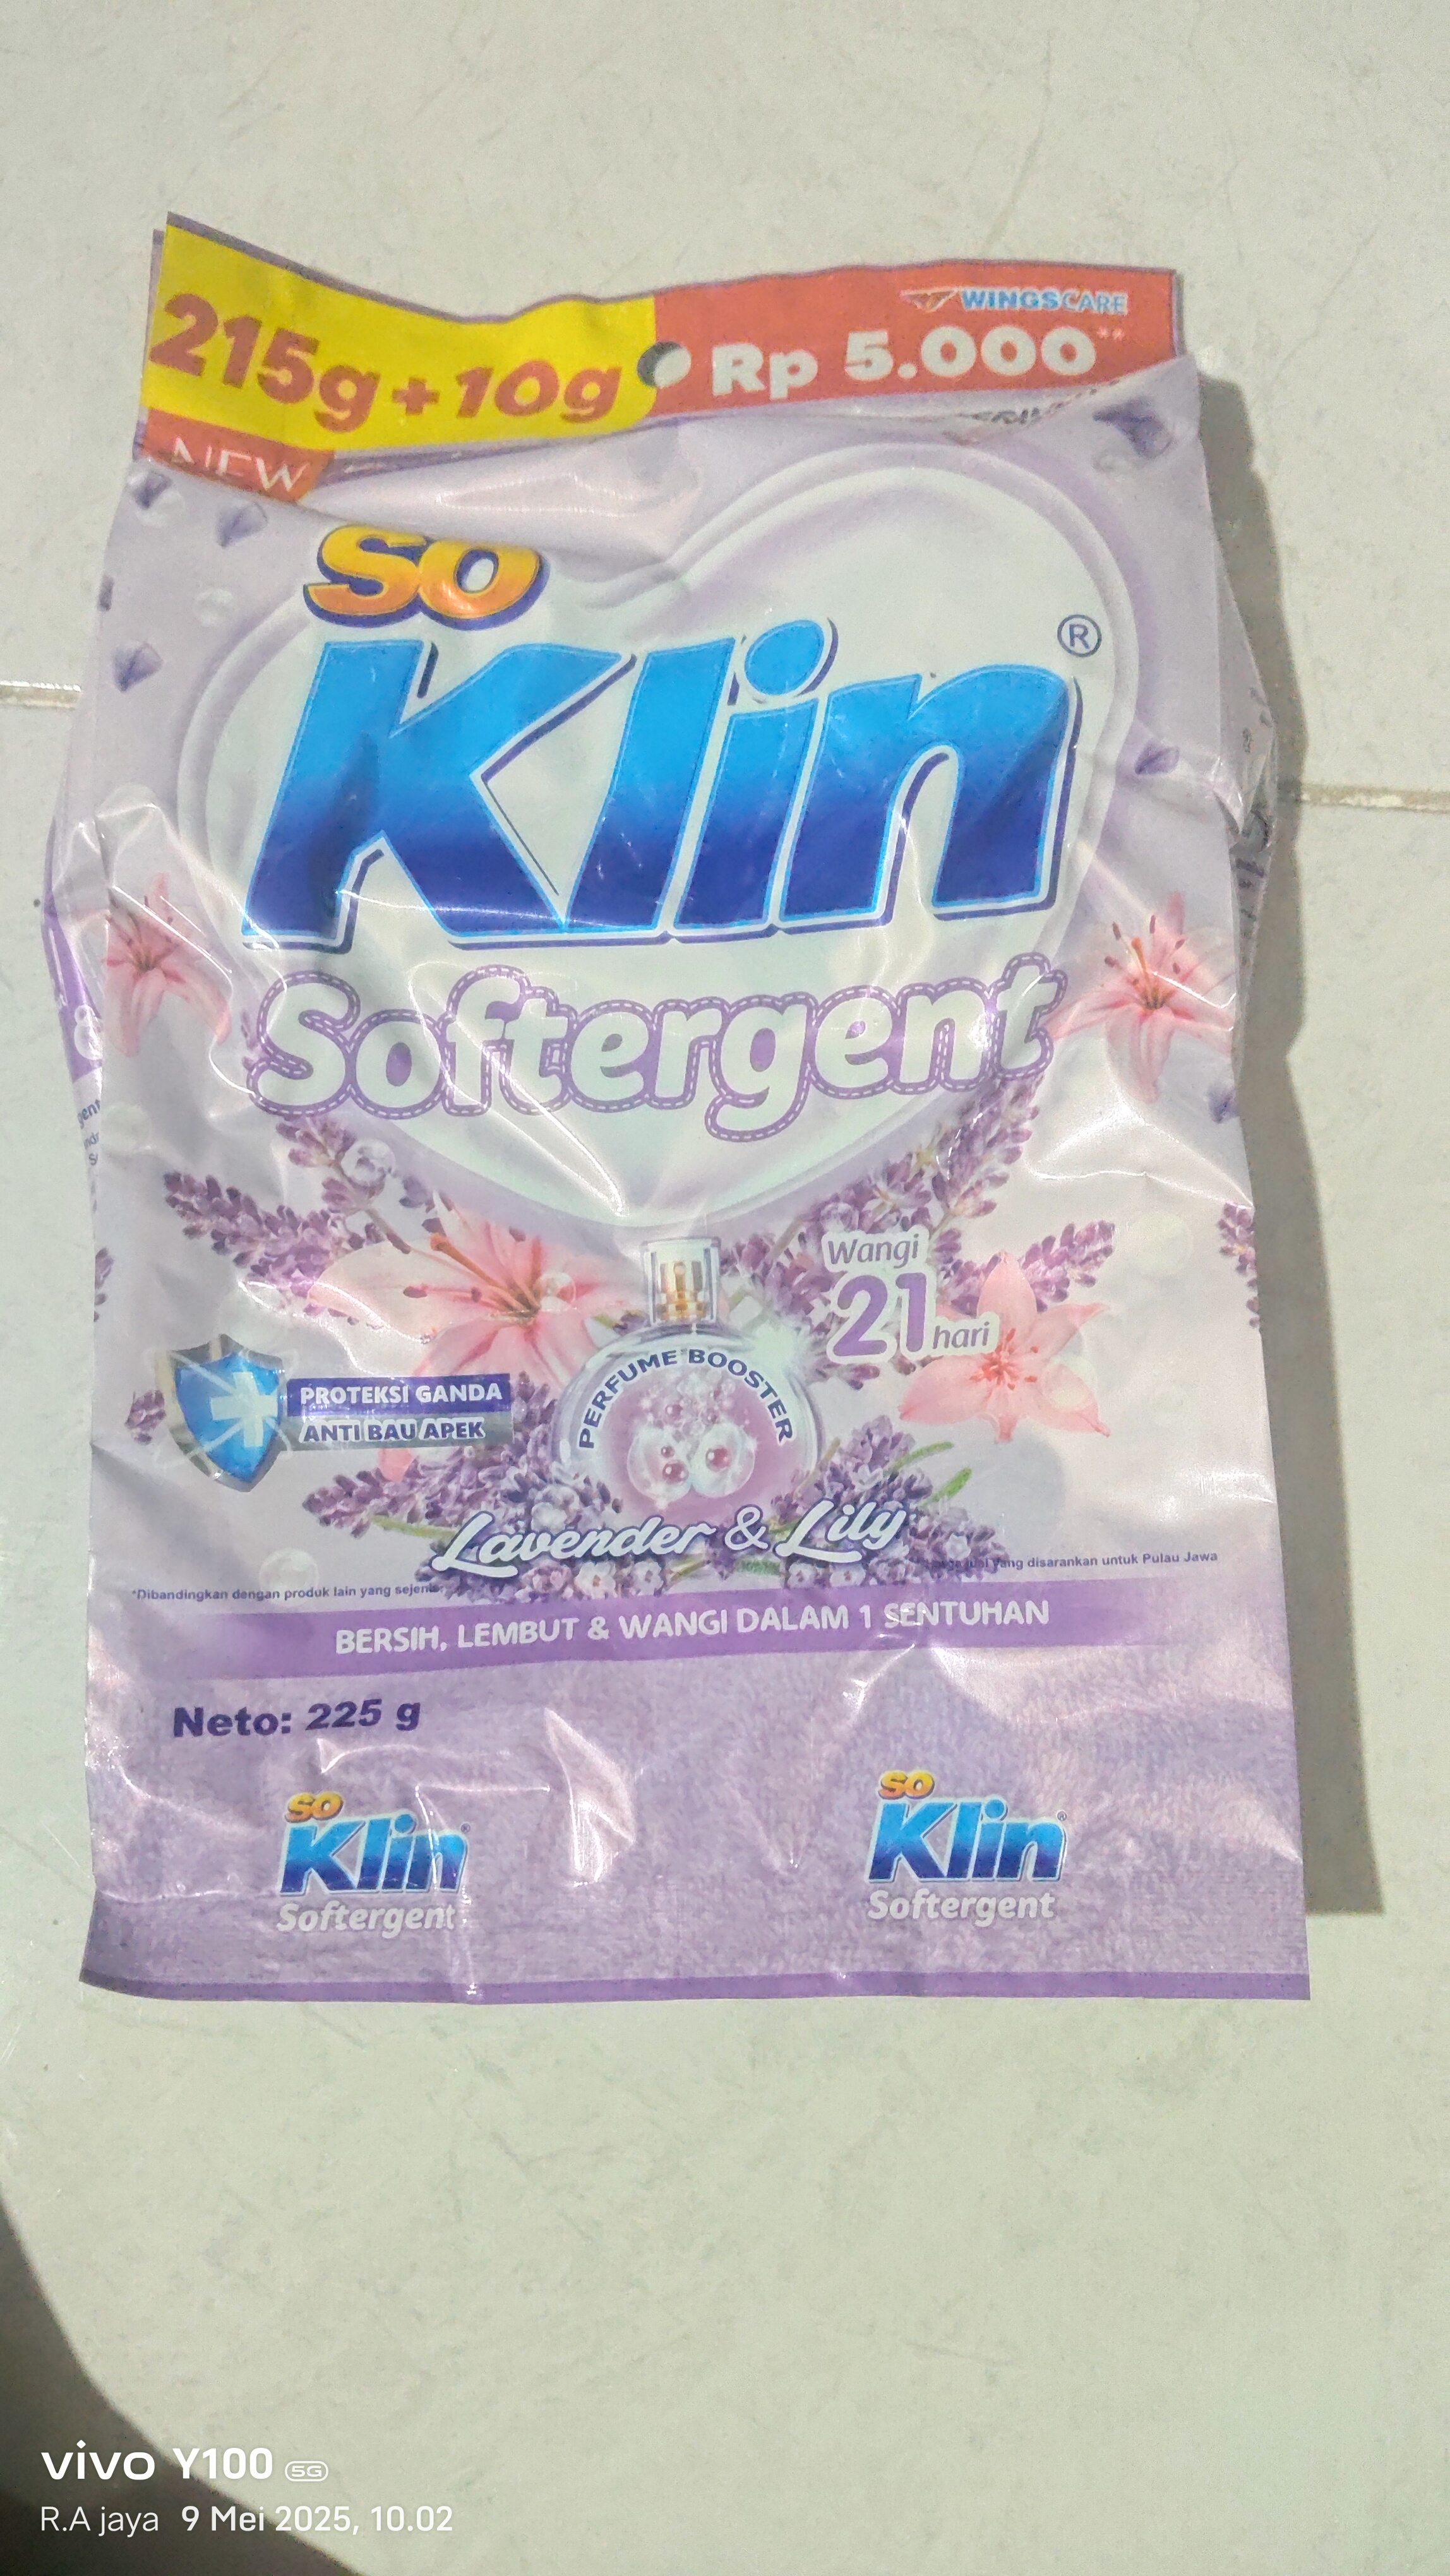 WINGSCARE
215g + 10g
Rp 5.000**
NEW
SO
Klin®
Softergent
Wangi
21 hari
PERFUME BOOSTER
PROTEKSI GANDA
ANTI BAU APEK
Lavender & Lily
yang disarankan untuk Pulau Jawa
*Dibandingkan dengan produk lain yang
BERSIH, LEMBUT & WANGI DALAM 1 SENTUHAN
Neto: 225 g
SO
Klin®
Softergent
SO
Klin®
Softergent
vivo Y100 5G
R.A jaya 9 Mei 2025, 10.02